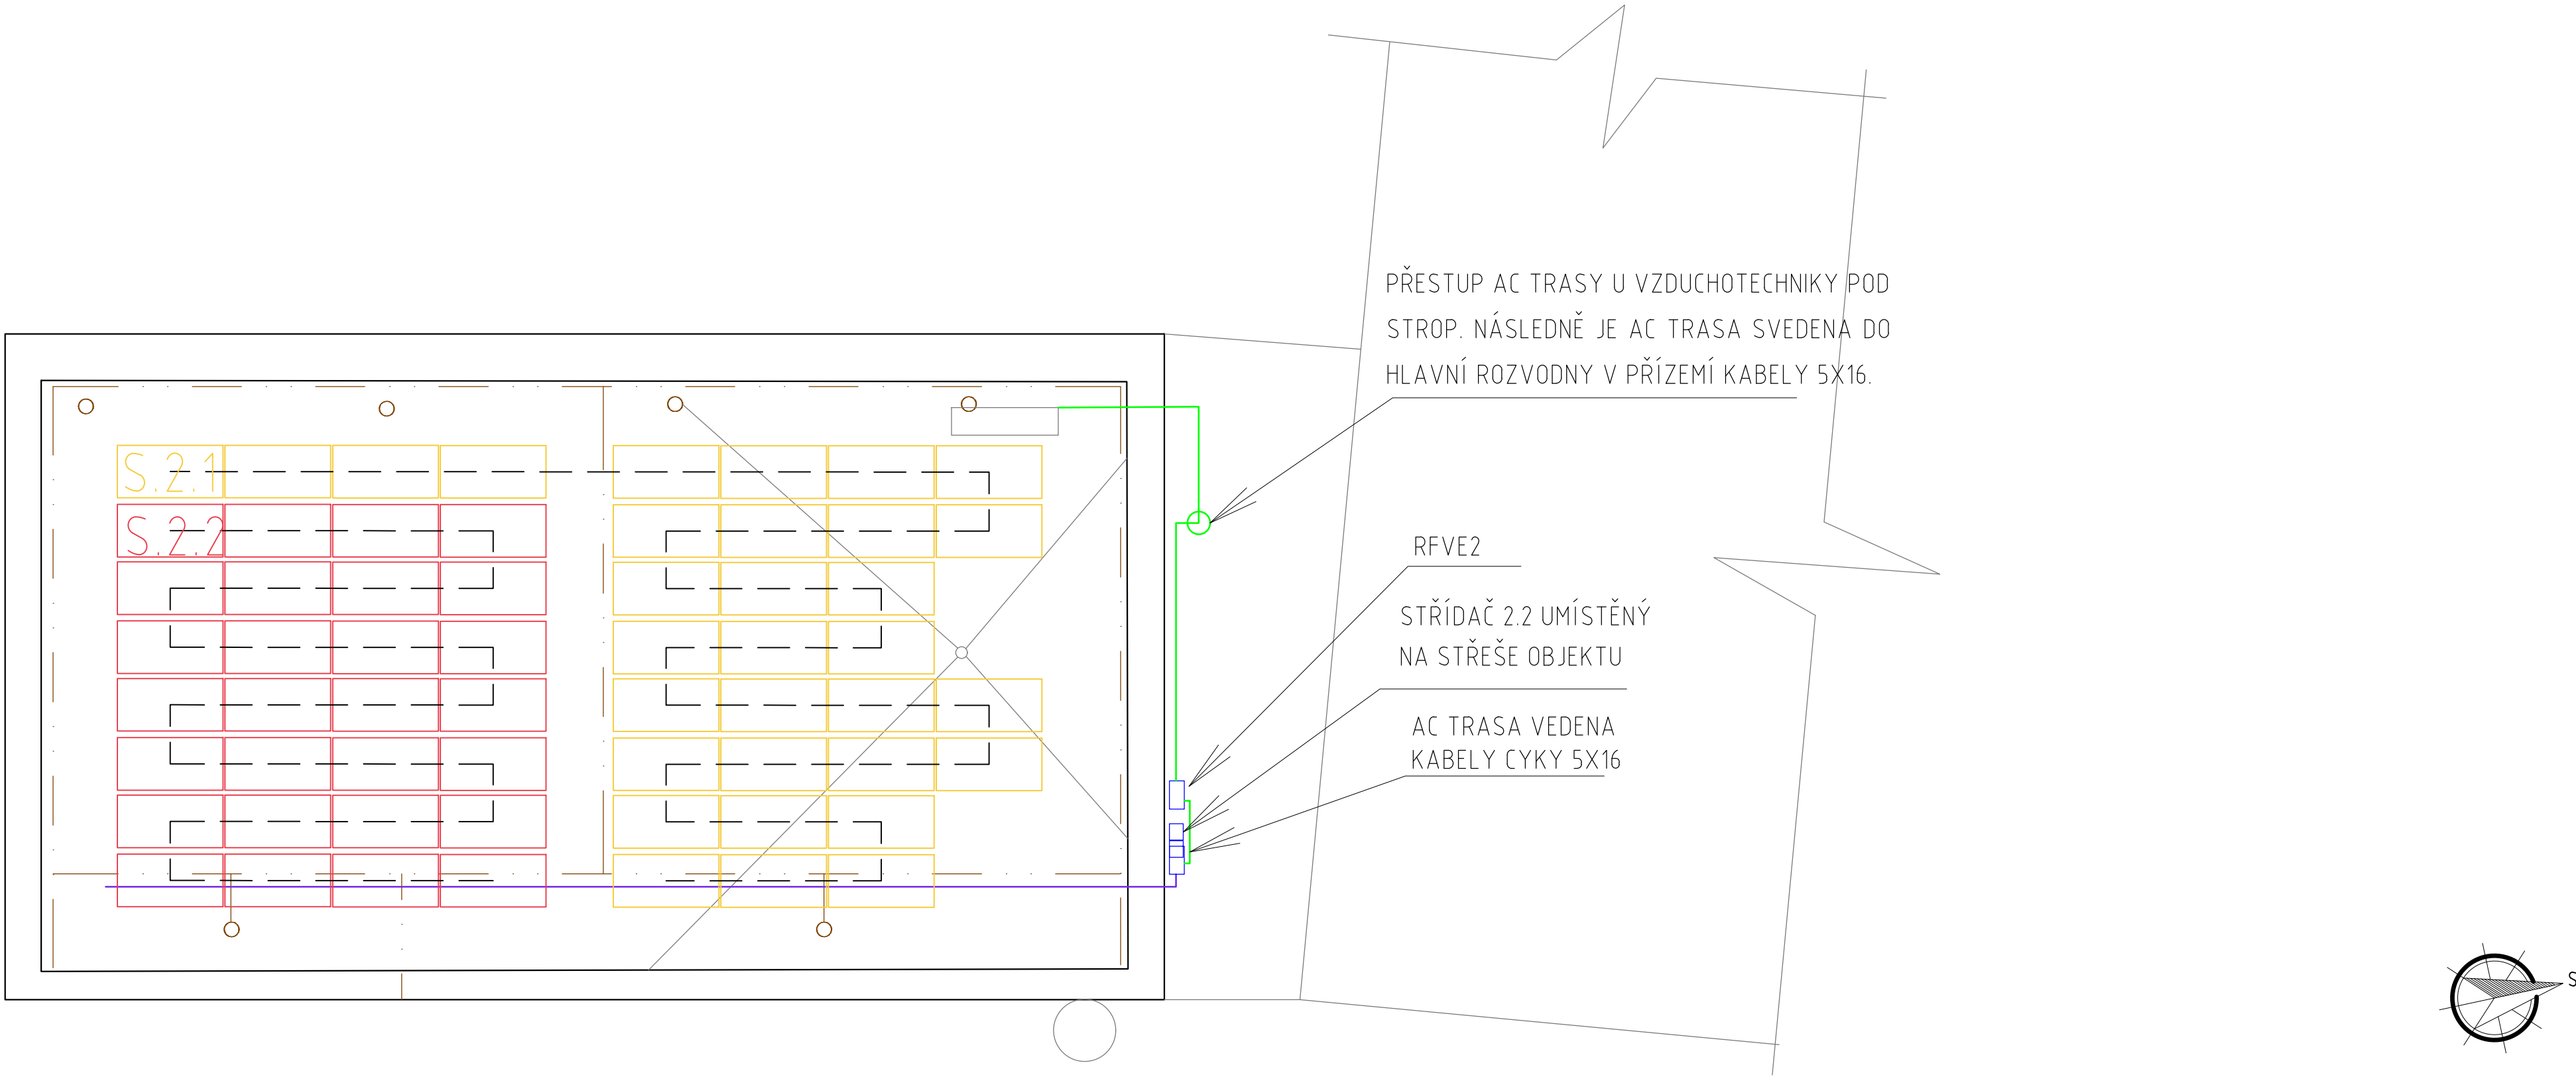 PŘESTUP AC TRASY U VZDUCHOTECHNIKY POD
STROP. NÁSLEDNĚ JE AC TRASA SVEDENA DO
HLAVNÍ ROZVODNY V PŘÍZEMÍ KABELY 5X16.
S.2.1
S.2.2
RFVE2
STŘÍDAČ 2.2 UMÍSTĚNÝ
NA STŘEŠE OBJEKTU
AC TRASA VEDENA
KABELY CYKY 5X16
S